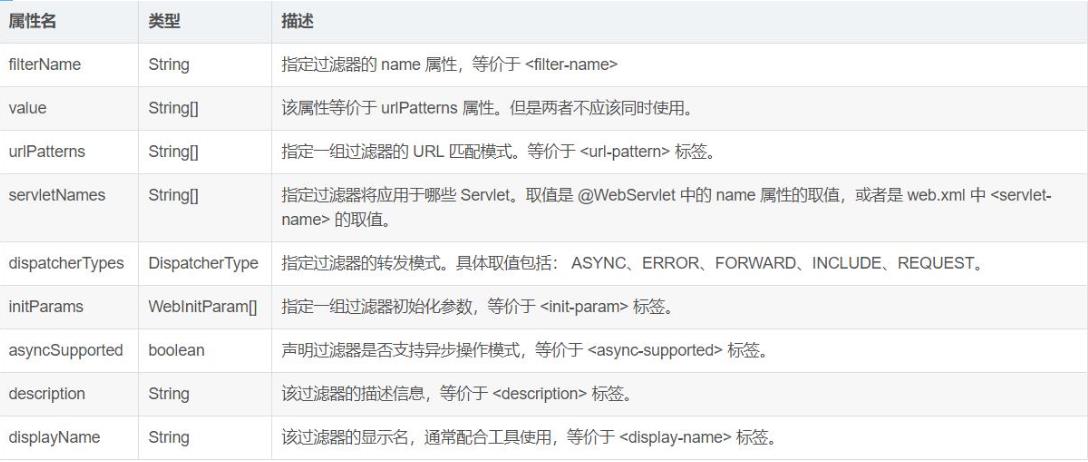 属性名 类型 描述
filterName String 指定过滤器的 name 属性，等价于 <filter-name>
value String[] 该属性等价于 urlPatterns 属性。但是两者不应该同时使用。
urlPatterns String[] 指定一组过滤器的 URL 匹配模式。等价于 <url-pattern> 标签。
servletNames String[] 指定过滤器将应用于哪些 Servlet。取值是 @WebServlet 中的 name 属性的取值，或者是 web.xml 中 <servlet-
name> 的取值。
dispatcherTypes DispatcherType 指定过滤器的转发模式。具体取值包括： ASYNC、ERROR、FORWARD、INCLUDE、REQUEST。
initParams WebInitParam[] 指定一组过滤器初始化参数，等价于 <init-param> 标签。
asyncSupported boolean 声明过滤器是否支持异步操作模式，等价于 <async-supported> 标签。
description String 该过滤器的描述信息，等价于 <description> 标签。
displayName String 该过滤器的显示名，通常配合工具使用，等价于 <display-name> 标签。